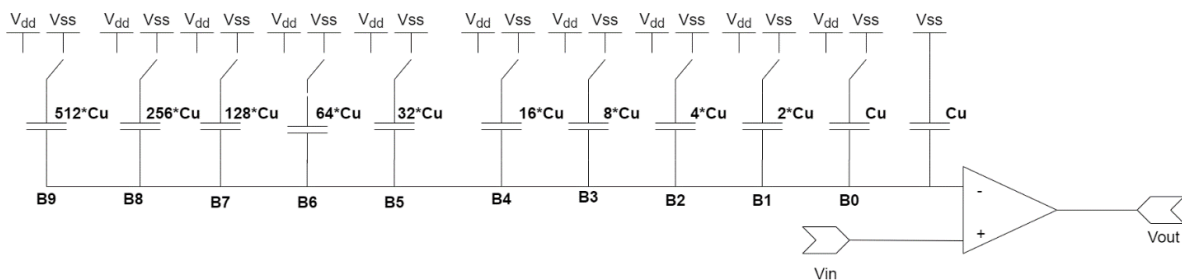 Vdd Vss Vdd Vss Vdd Vss Vdd Vss Vdd Vss Vdd Vss Vdd Vss Vdd Vss Vdd Vss Vdd Vss Vss
512*Cu 256*Cu 128*Cu 64*Cu 32*Cu 16*Cu 8*Cu 4*Cu 2*Cu Cu Cu
B9 B8 B7 B6 B5 B4 B3 B2 B1 B0
-
+
Vout
Vin